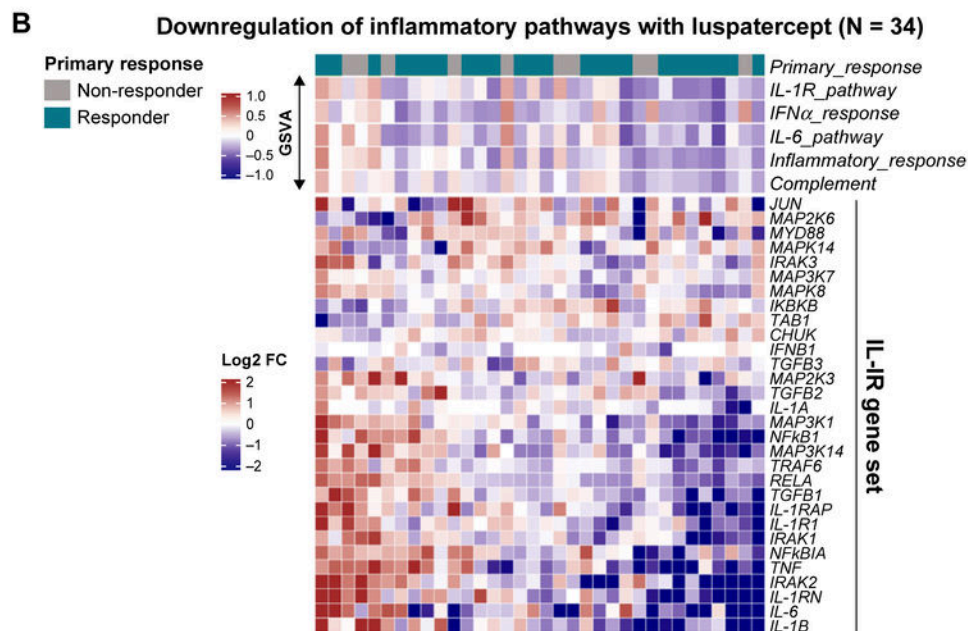 B
Downregulation of inflammatory pathways with luspatercept (N = 34)
Primary response
Non-responder
Responder
1.0
0.5
0
−0.5
−1.0
GSVA
Primary_response
IL-1R_pathway
IFNα_response
IL-6_pathway
Inflammatory_response
Complement
JUN
MAP2K6
MYD88
MAPK14
IRAK3
MAP3K7
MAPK8
IKBKB
TAB1
CHUK
IFNB1
TGFB3
MAP2K3
TGFB2
IL-1A
MAP3K1
NFkB1
MAP3K14
TRAF6
RELA
TGFB1
IL-1RAP
IL-1R1
IRAK1
NFkBIA
TNF
IRAK2
IL-1RN
IL-6
IL-1B
Log2 FC
2
1
0
−1
−2
IL-IR gene set